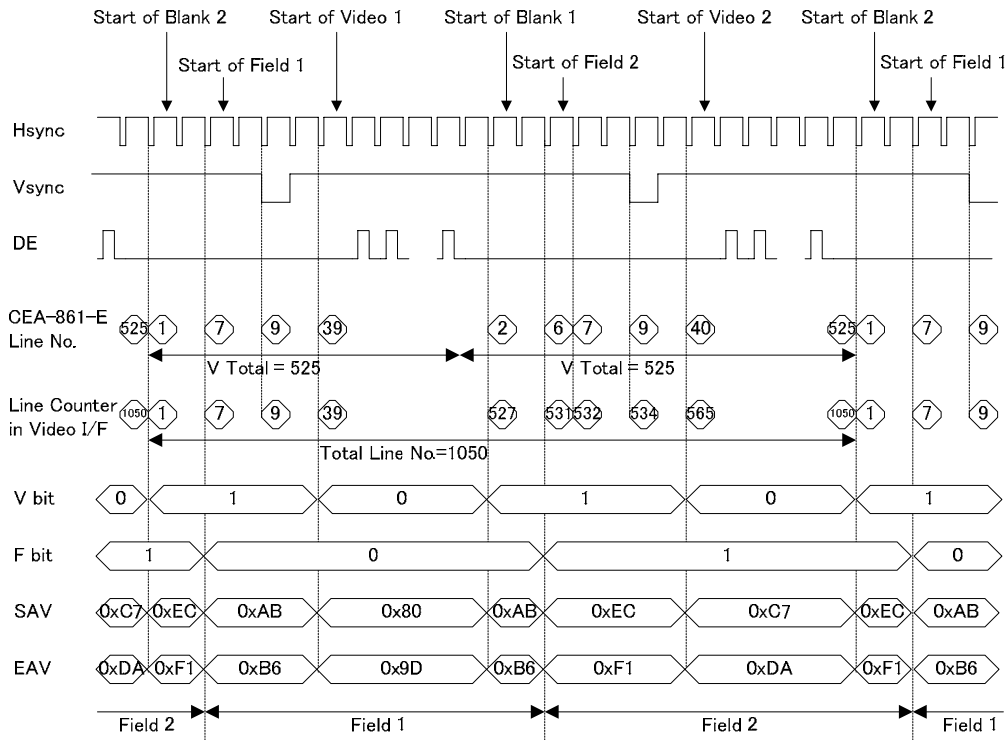 Start of Blank 2 Start of Video 1 Start of Blank 1 Start of Video 2 Start of Blank 2
Start of Field 1 Start of Field 2 Start of Field 1
Hsync
Vsync
DE
CEA-861-E
Line No.
525 1 7 9 39 2 6 7 9 40 525 1 7 9
V Total = 525 V Total = 525
Line Counter
in Video I/F
1050 1 7 9 39 527 531 532 534 565 1050 1 7 9
Total Line No.=1050
V bit 0 1 0 1 0 1
F bit 1 0 1 0
SAV 0xC7 0xEC 0xAB 0x80 0xAB 0xEC 0xC7 0xEC 0xAB
EAV 0xDA 0xF1 0xB6 0x9D 0xB6 0xF1 0xDA 0xF1 0xB6
Field 2 Field 1 Field 2 Field 1